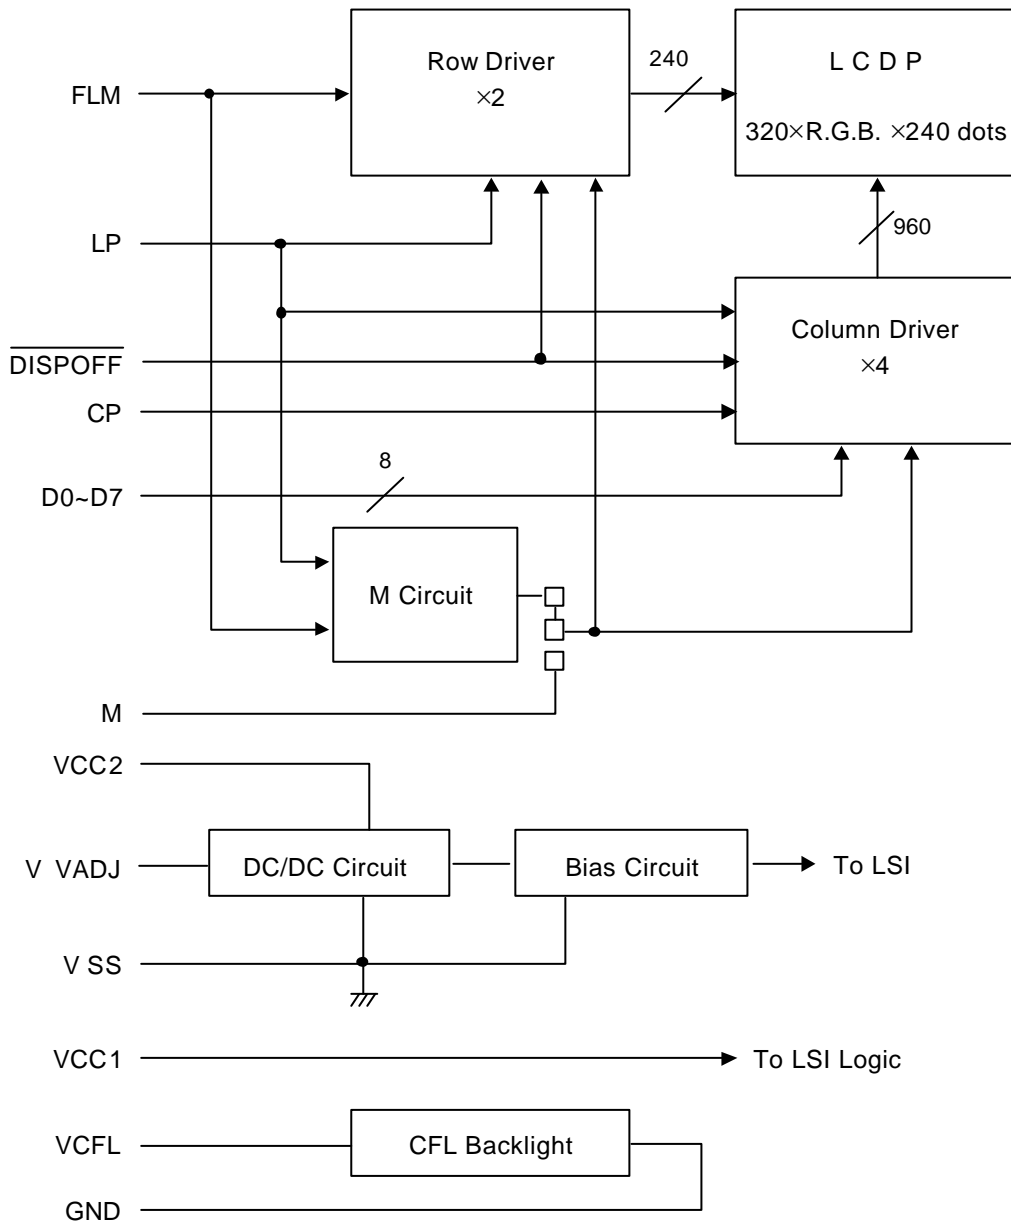 Row Driver
×2
240
L C D P
320×R.G.B. ×240 dots
FLM
LP
960
Column Driver
×4
DISPOFF
CP
8
D0~D7
M Circuit
M
VCC2
V VADJ
DC/DC Circuit
Bias Circuit
To LSI
V SS
VCC1
To LSI Logic
VCFL
CFL Backlight
GND